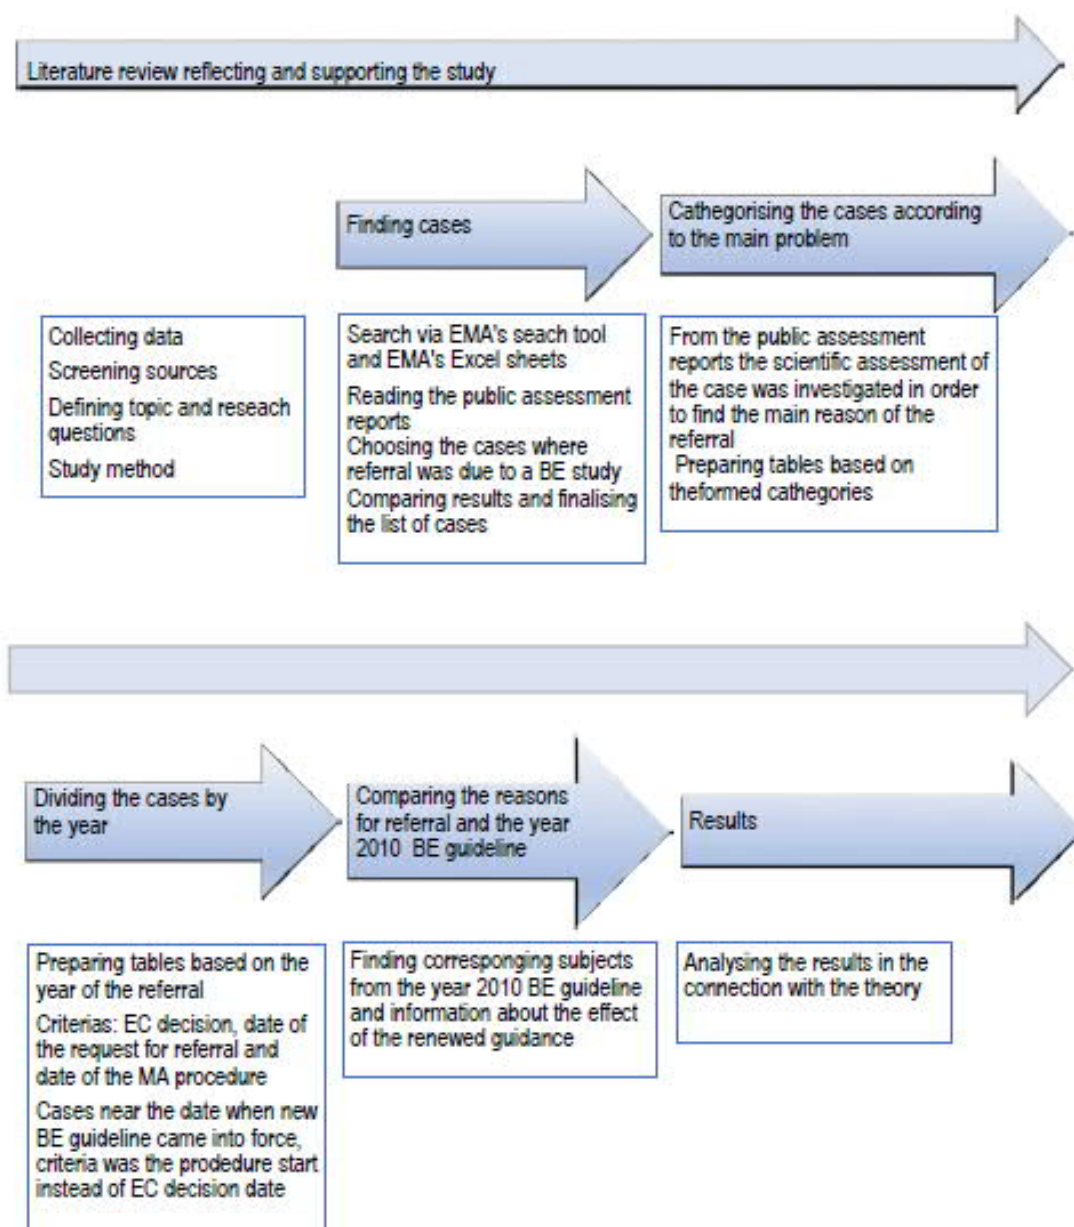 Literature review reflecting and supporting the study
Finding cases
Cathegorising the cases according
to the main problem
Collecting data
Screening sources
Defining topic and reseach
questions
Study method
Search via EMA's seach tool
and EMA's Excel sheets
Reading the public assessment
reports
Choosing the cases where
referral was due to a BE study
Comparing results and finalising
the list of cases
From the public assessment
reports the scientific assessment of
the case was investigated in order
to find the main reason of the
referral
Preparing tables based on
theformed cathegories
Dividing the cases by
the year
Comparing the reasons
for referral and the year
2010 BE guideline
Results
Preparing tables based on the
year of the referral
Criterias: EC decision, date of
the request for referral and
date of the MA procedure
Cases near the date when new
BE guideline came into force,
criteria was the prodedure start
instead of EC decision date
Finding corresponging subjects
from the year 2010 BE guideline
and information about the effect
of the renewed guidance
Analysing the results in the
connection with the theory